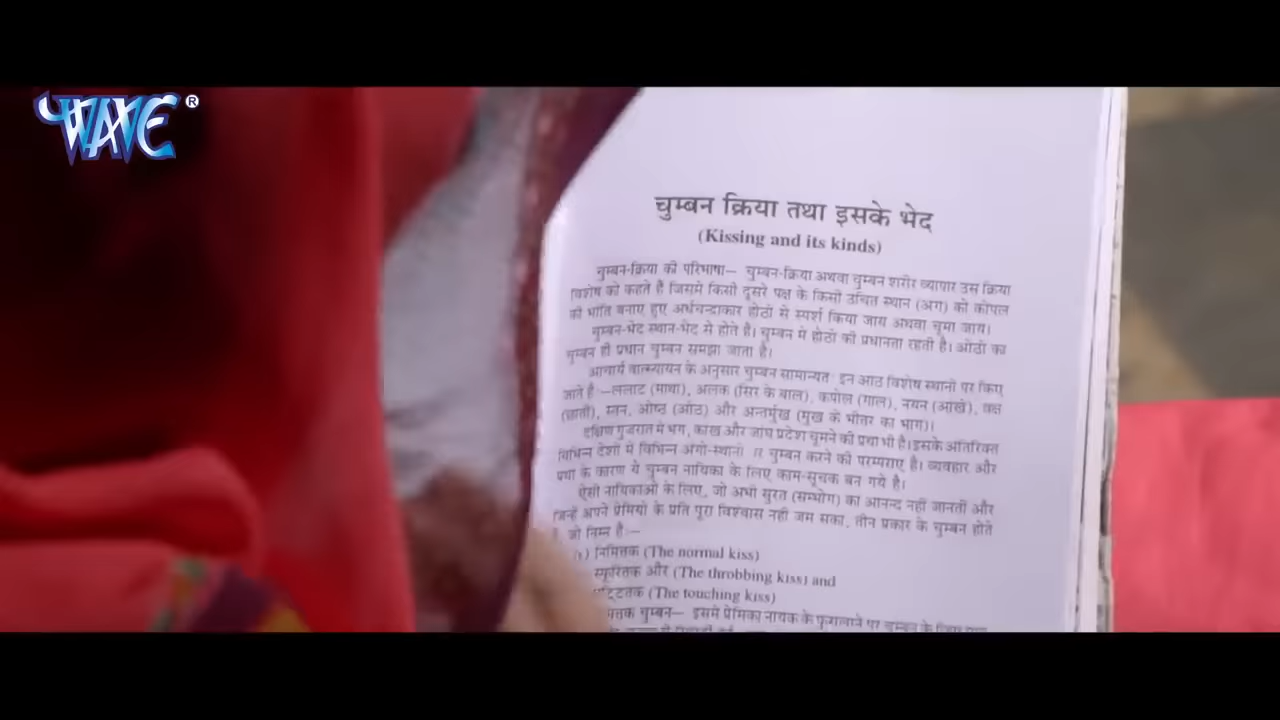 WAVE®
चुम्बन क्रिया तथा इसके भेद
(Kissing and its kinds)
चुम्बन-क्रिया की परिभाषा— चुम्बन-क्रिया अथवा चुम्बन शरीर व्यापार उस क्रिया
विशेष को कहते हैं जिसमें किसी दूसरे पक्ष के किसी उचित स्थान (अंग) को कोंपल
की भांति बनाए हुए अर्धचन्द्राकार होठों से स्पर्श किया जाय अथवा चूमा जाय।
चुम्बन-भेद स्थान-भेद से होते हैं। चुम्बन में होठों की प्रधानता रहती है। ओठों का
चुम्बन ही प्रधान चुम्बन समझा जाता है।
आचार्य वात्स्यायन के अनुसार चुम्बन सामान्यत: इन आठ विशेष स्थानों पर किए
जाते हैं :—ललाट (माथा), अलक (सिर के बाल), कपोल (गाल), नयन (आंखें), वक्ष
(छाती), स्तन, ओष्ठ (ओंठ) और अन्तर्मुख (मुख के भीतर का भाग)।
दक्षिण गुजरात में भग, कांख और जांघ प्रदेश चूमने की प्रथा भी है। इसके अतिरिक्त
विभिन्न देशों में विभिन्न अंगों-स्थानों पर चुम्बन करने की परम्पराएं हैं। व्यवहार और
प्रथा के कारण ये चुम्बन नायिका के लिए काम-सूचक बन गये हैं।
ऐसी नायिकाओं के लिए, जो अभी सुरत (सम्भोग) का आनन्द नहीं जानतीं और
जिन्हें अपने प्रेमियों के प्रति पूरा विश्वास नहीं जम सका, तीन प्रकार के चुम्बन होते
जो निम्न हैं :—
निमित्तक (The normal kiss)
स्फुरितक और (The throbbing kiss) and
(The touching kiss)
चुम्बन— इसमें प्रेमिका नायक के फुसलाने पर चुम्बन के लिए